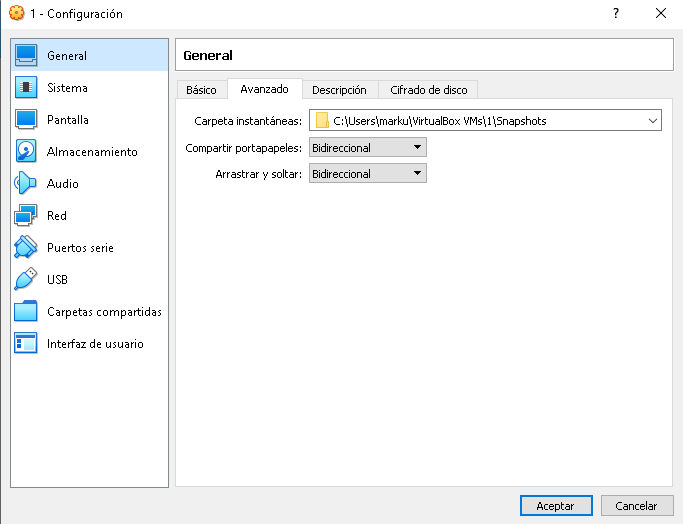 1 - Configuración
?
General
Sistema
Pantalla
Almacenamiento
Audio
Red
Puertos serie
USB
Carpetas compartidas
Interfaz de usuario
General
Básico Avanzado Descripción Cifrado de disco
Carpeta instantáneas: C:\Users\marku\VirtualBox VMs\1\Snapshots
Compartir portapapeles: Bidireccional
Arrastrar y soltar: Bidireccional
Aceptar Cancelar